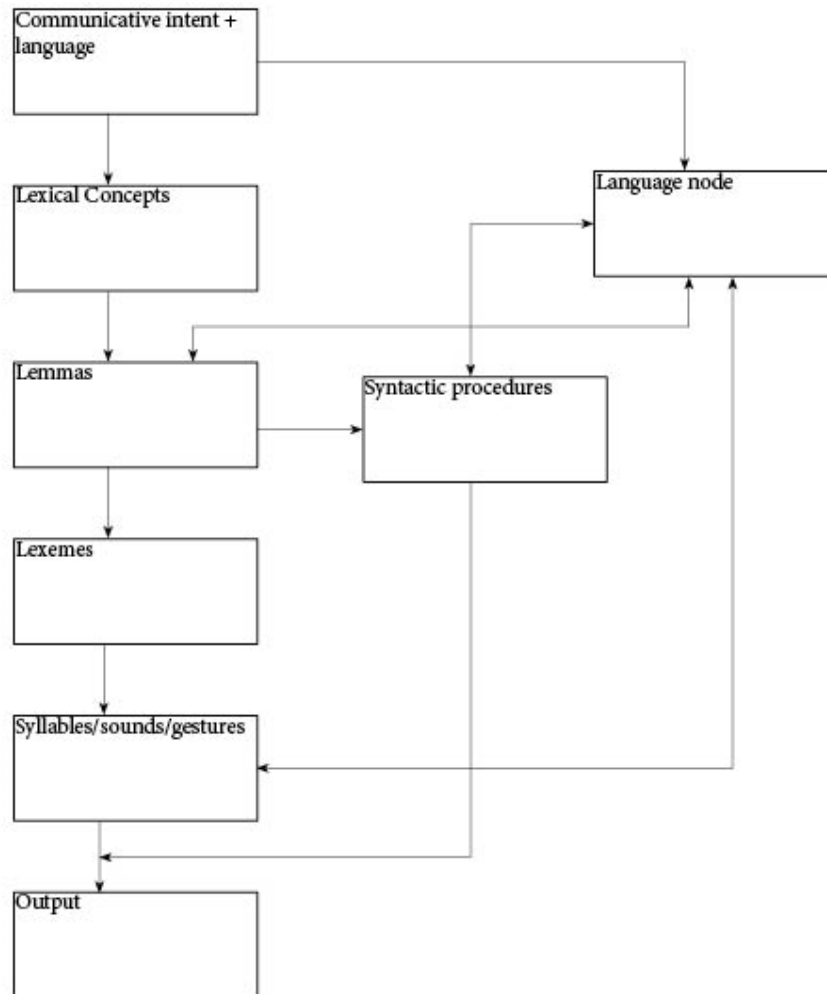 Communicative intent +
language
Language node
Lexical Concepts
Lemmas
Syntactic procedures
Lexemes
Syllables/sounds/gestures
Output